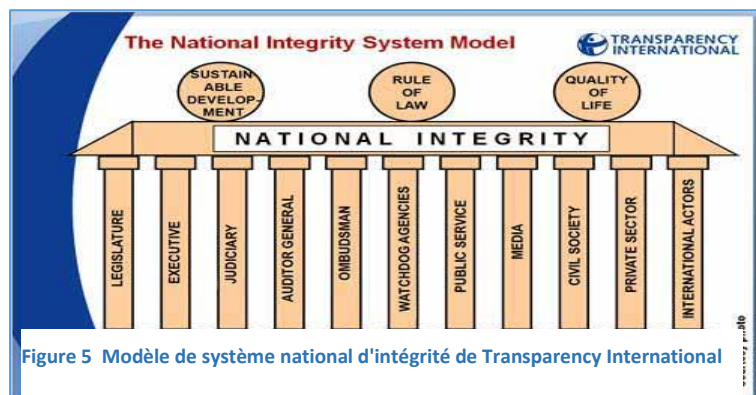 The National Integrity System Model
TRANSPARENCY
INTERNATIONAL
SUSTAIN
ABLE
DEVELOP-
MENT
RULE
OF
LAW
QUALITY
OF
LIFE
NATIONAL INTEGRITY
LEGISLATURE
EXECUTIVE
JUDICIARY
AUDITOR GENERAL
OMBUDSMAN
WATCHDOG AGENCIES
PUBLIC SERVICE
MEDIA
CIVIL SOCIETY
PRIVATE SECTOR
INTERNATIONAL ACTORS
Figure 5 Modèle de système national d'intégrité de Transparency International